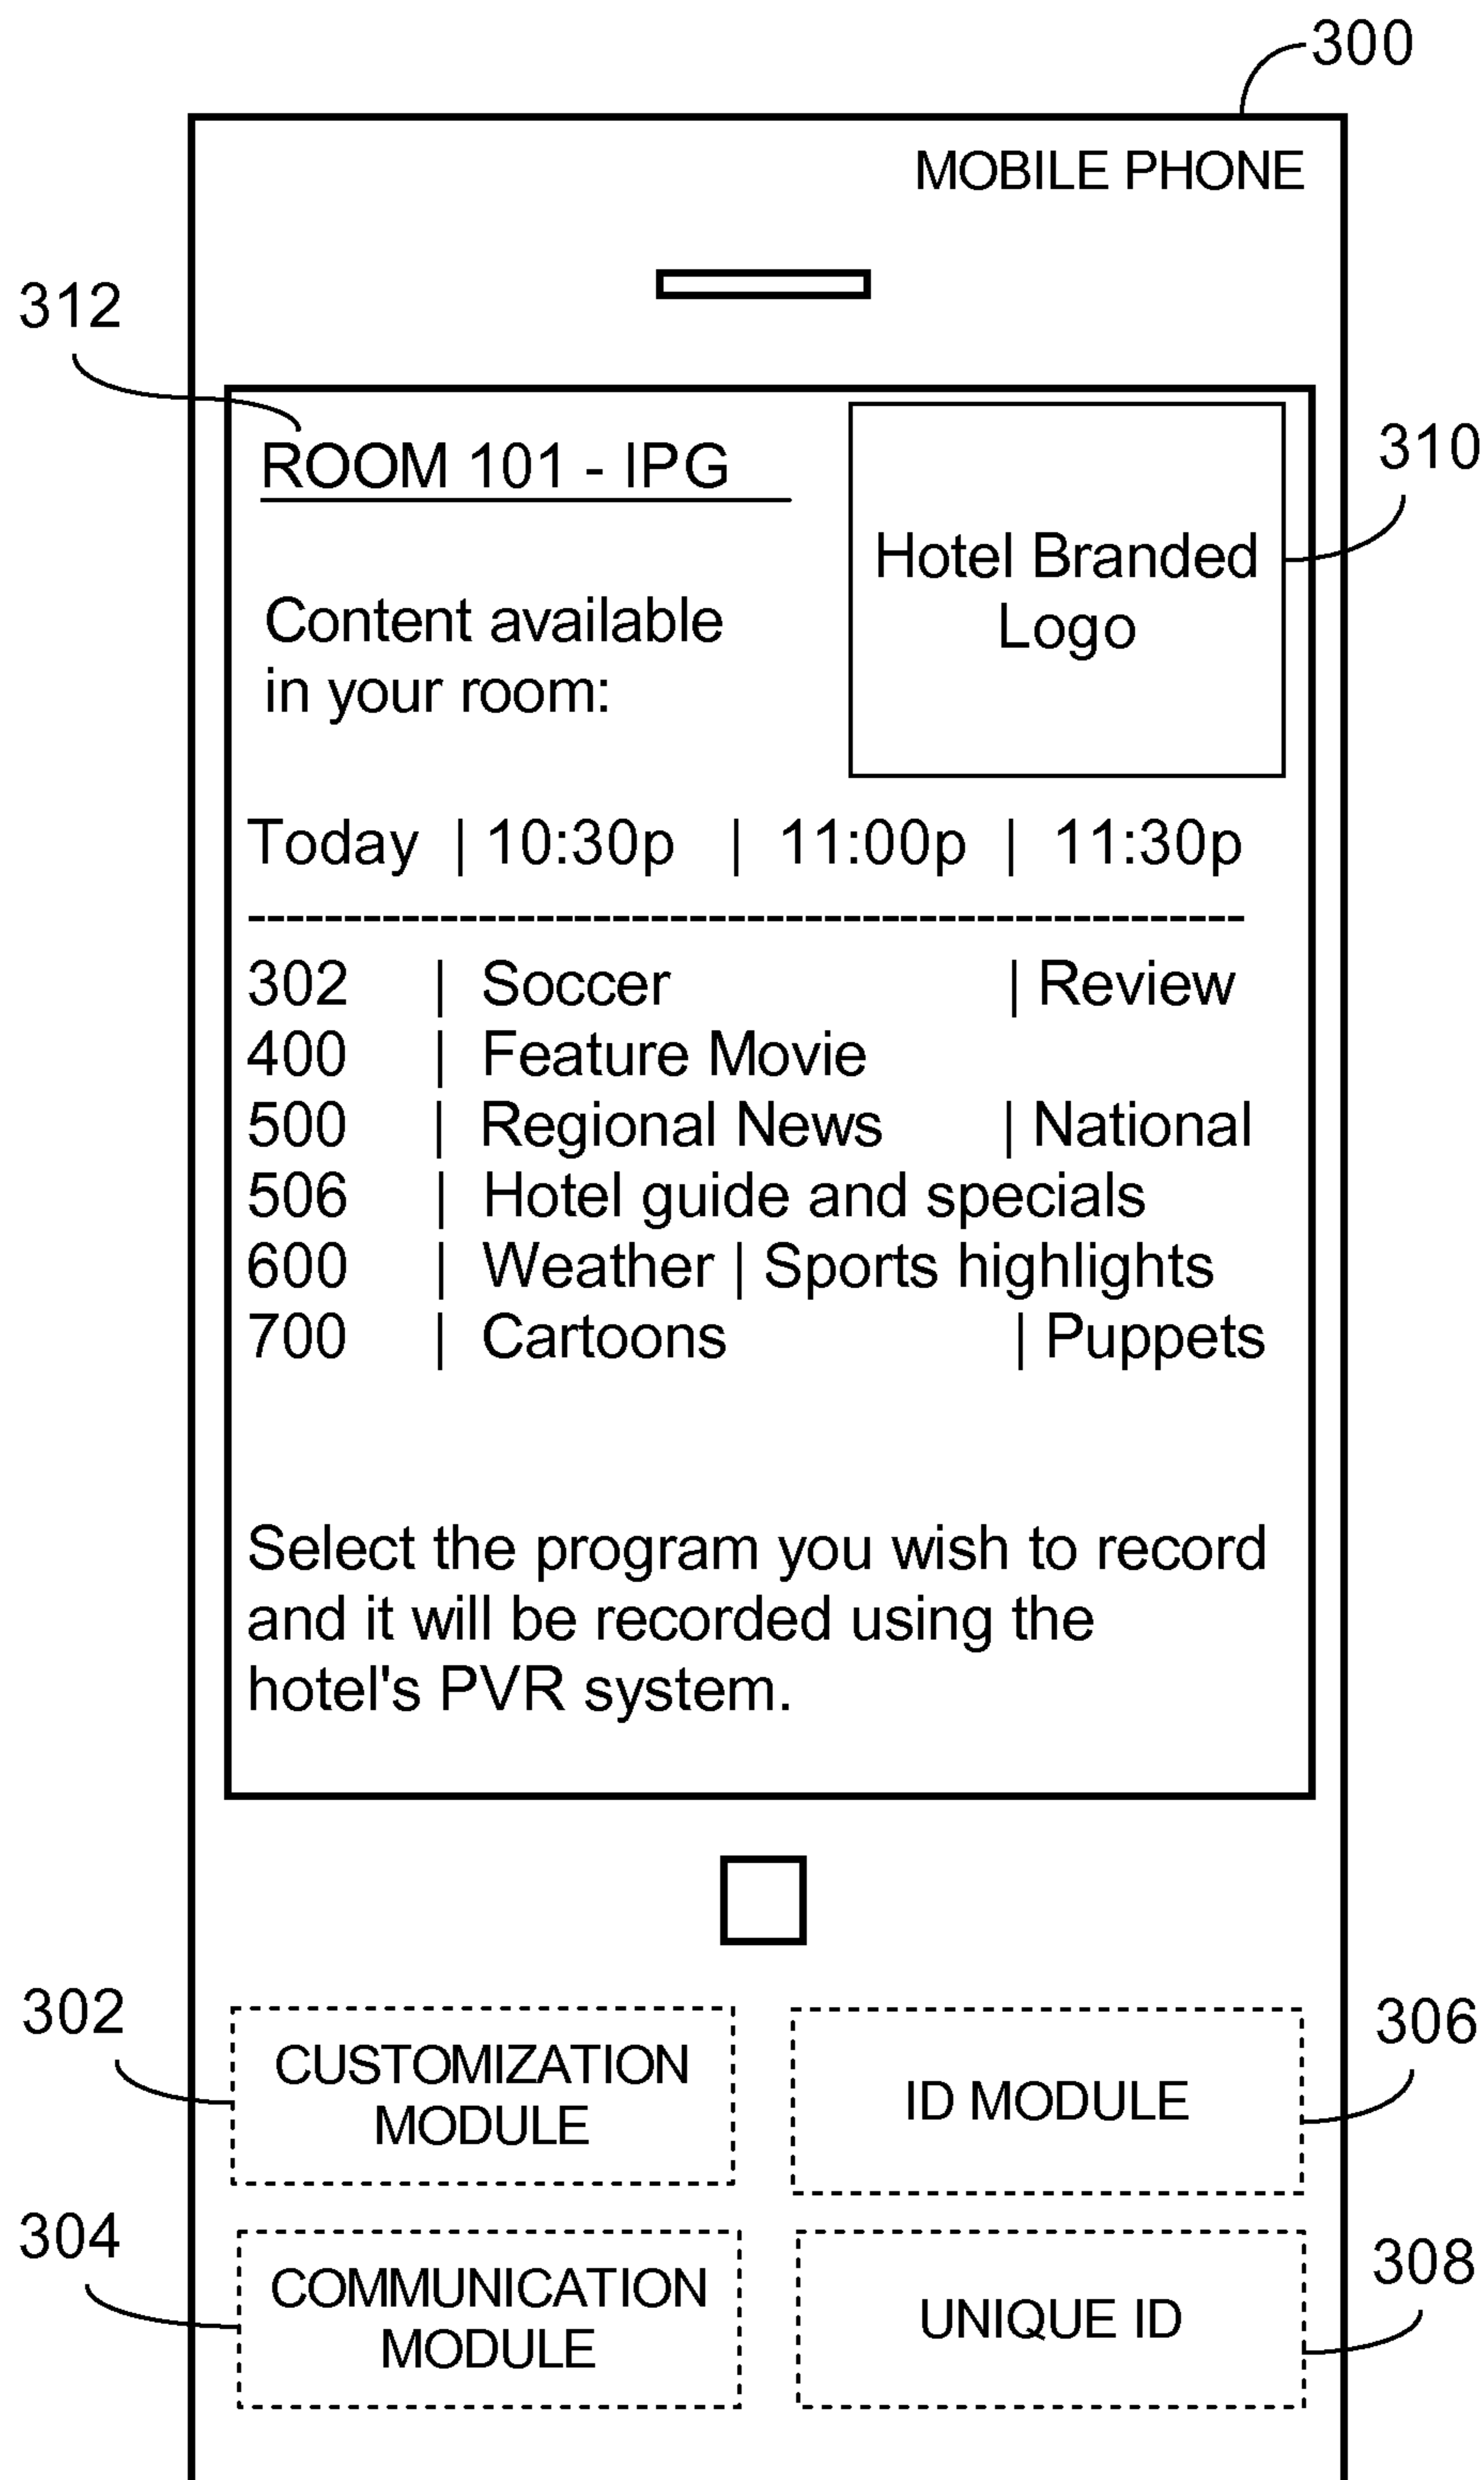 300
MOBILE PHONE
312
ROOM 101 - IPG
310
Hotel Branded
Logo
Content available
in your room:
Today | 10:30p | 11:00p | 11:30p
--------------------------------------------------
302 | Soccer | Review
400 | Feature Movie
500 | Regional News | National
506 | Hotel guide and specials
600 | Weather | Sports highlights
700 | Cartoons | Puppets
Select the program you wish to record
and it will be recorded using the
hotel's PVR system.
302
CUSTOMIZATION
MODULE
306
ID MODULE
304
COMMUNICATION
MODULE
308
UNIQUE ID